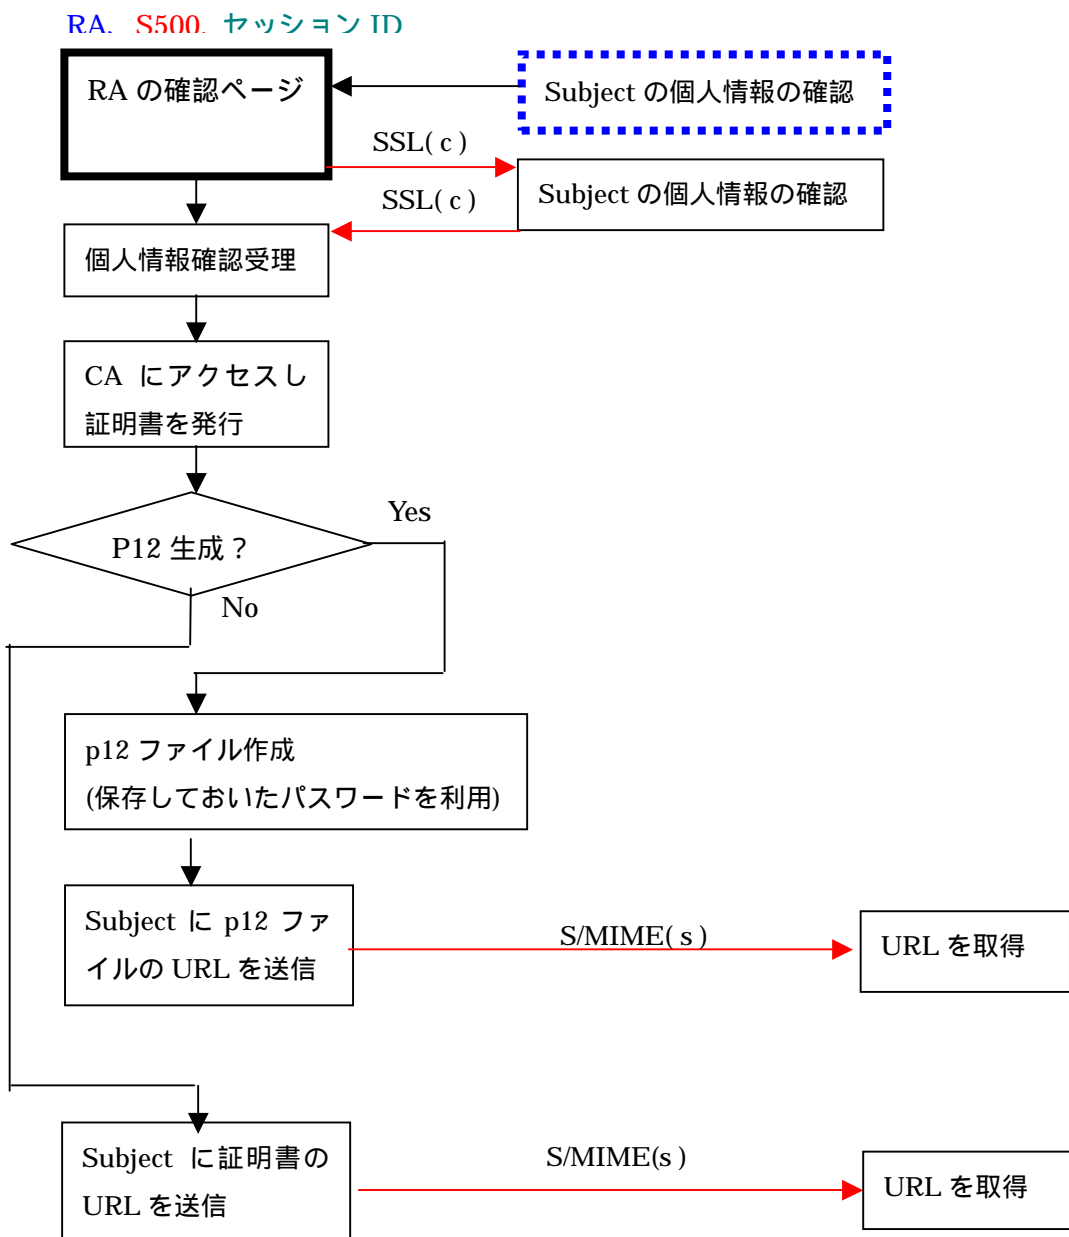 RA、S500、セッション ID
RA の確認ページ
Subject の個人情報の確認
SSL( c )
Subject の個人情報の確認
SSL( c )
個人情報確認受理
CA にアクセスし
証明書を発行
Yes
P12 生成？
No
p12 ファイル作成
(保存しておいたパスワードを利用)
Subject に p12 ファ
イルの URL を送信
S/MIME( s )
URL を取得
Subject に証明書の
URL を送信
S/MIME(s )
URL を取得